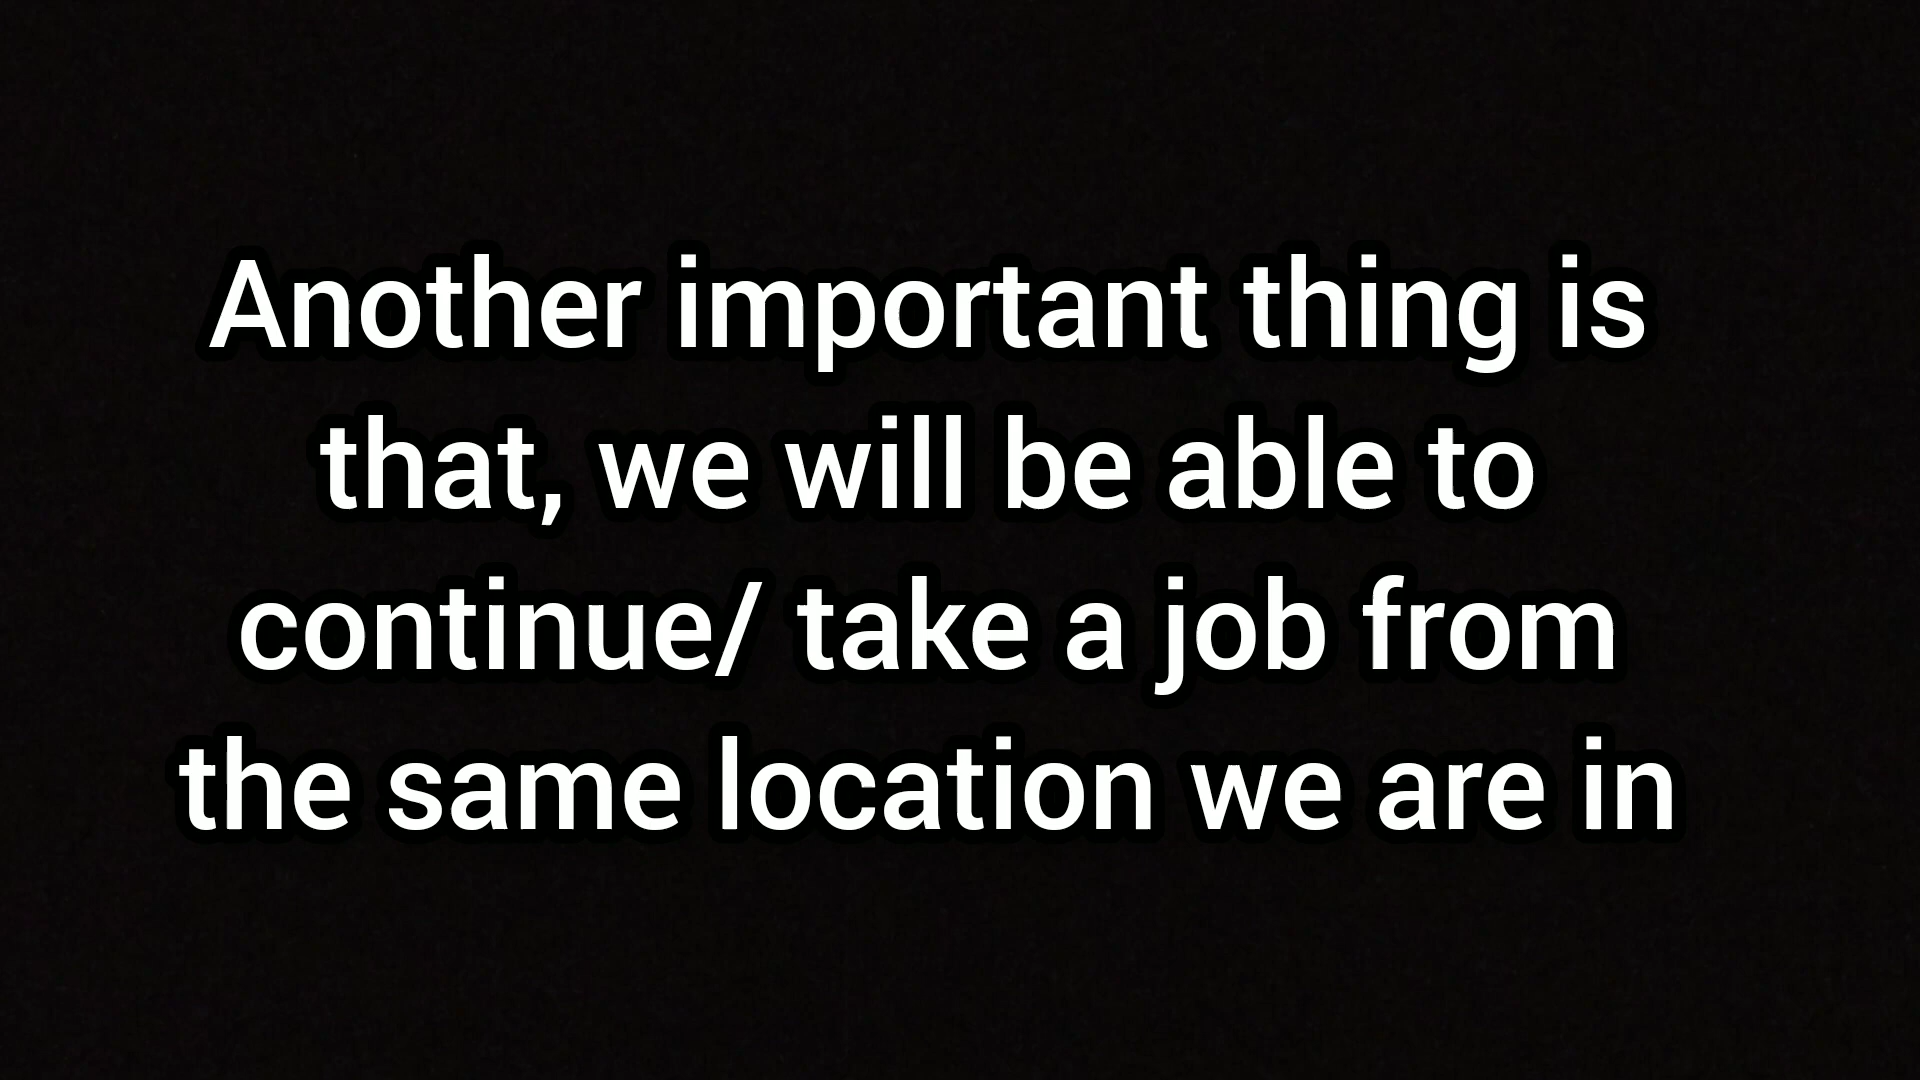 Another important thing is
that, we will be able to
continue/ take a job from
the same location we are in